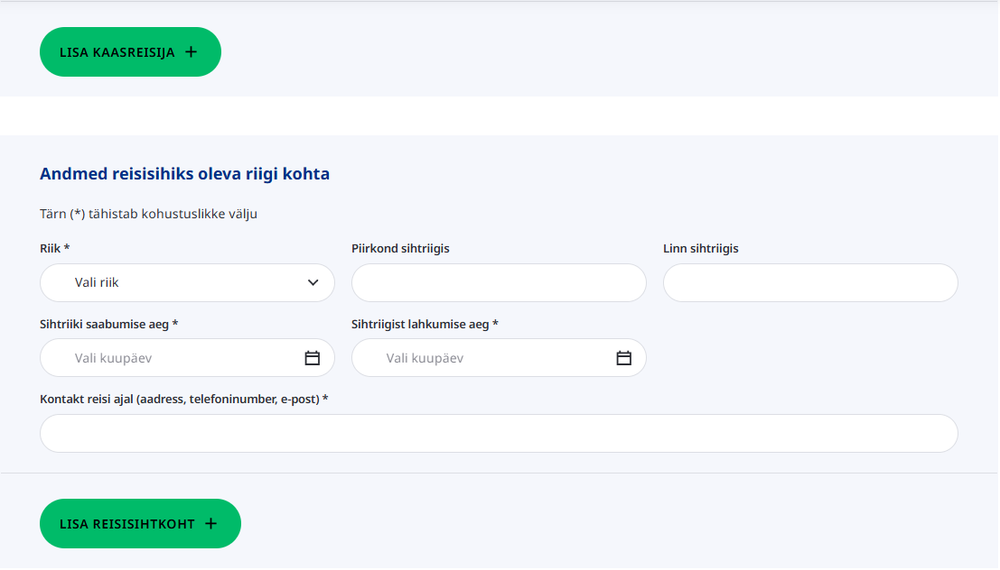 LISA KAASREISIJA
Andmed reisisihiks oleva riigi kohta
Tärn (*) tähistab kohustuslikke välju
Riik * Piirkond sihtriigis Linn sihtriigis
Vali riik
Sihtriiki saabumise aeg * Sihtriigist lahkumise aeg *
Vali kuupäev Vali kuupäev
Kontakt reisi ajal (aadress, telefoninumber, e-post) *
LISA REISISIHTKOHT